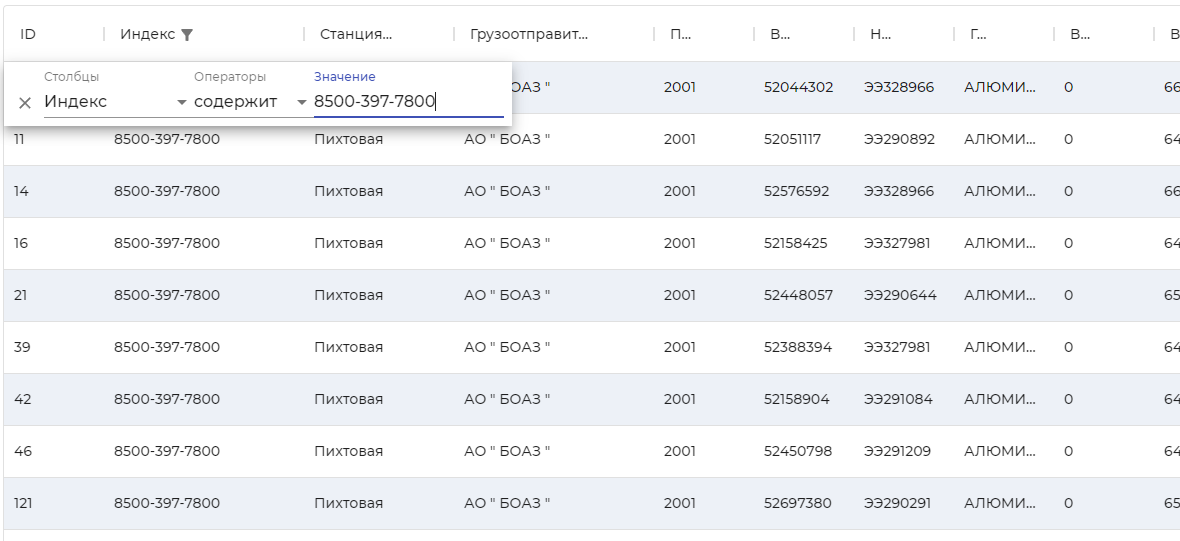 ID Индекс Станция... Грузоотправит... П... В... Н... Г... В... В
Столбцы Операторы Значение
Индекс содержит 8500-397-7800
ОАЗ " 2001 52044302 ЭЭ328966 АЛЮМИ... 0 66
11 8500-397-7800 Пихтовая АО " БОАЗ " 2001 52051117 ЭЭ290892 АЛЮМИ... 0 64
14 8500-397-7800 Пихтовая АО " БОАЗ " 2001 52576592 ЭЭ328966 АЛЮМИ... 0 66
16 8500-397-7800 Пихтовая АО " БОАЗ " 2001 52158425 ЭЭ327981 АЛЮМИ... 0 64
21 8500-397-7800 Пихтовая АО " БОАЗ " 2001 52448057 ЭЭ290644 АЛЮМИ... 0 65
39 8500-397-7800 Пихтовая АО " БОАЗ " 2001 52388394 ЭЭ327981 АЛЮМИ... 0 64
42 8500-397-7800 Пихтовая АО " БОАЗ " 2001 52158904 ЭЭ291084 АЛЮМИ... 0 64
46 8500-397-7800 Пихтовая АО " БОАЗ " 2001 52450798 ЭЭ291209 АЛЮМИ... 0 64
121 8500-397-7800 Пихтовая АО " БОАЗ " 2001 52697380 ЭЭ290291 АЛЮМИ... 0 65